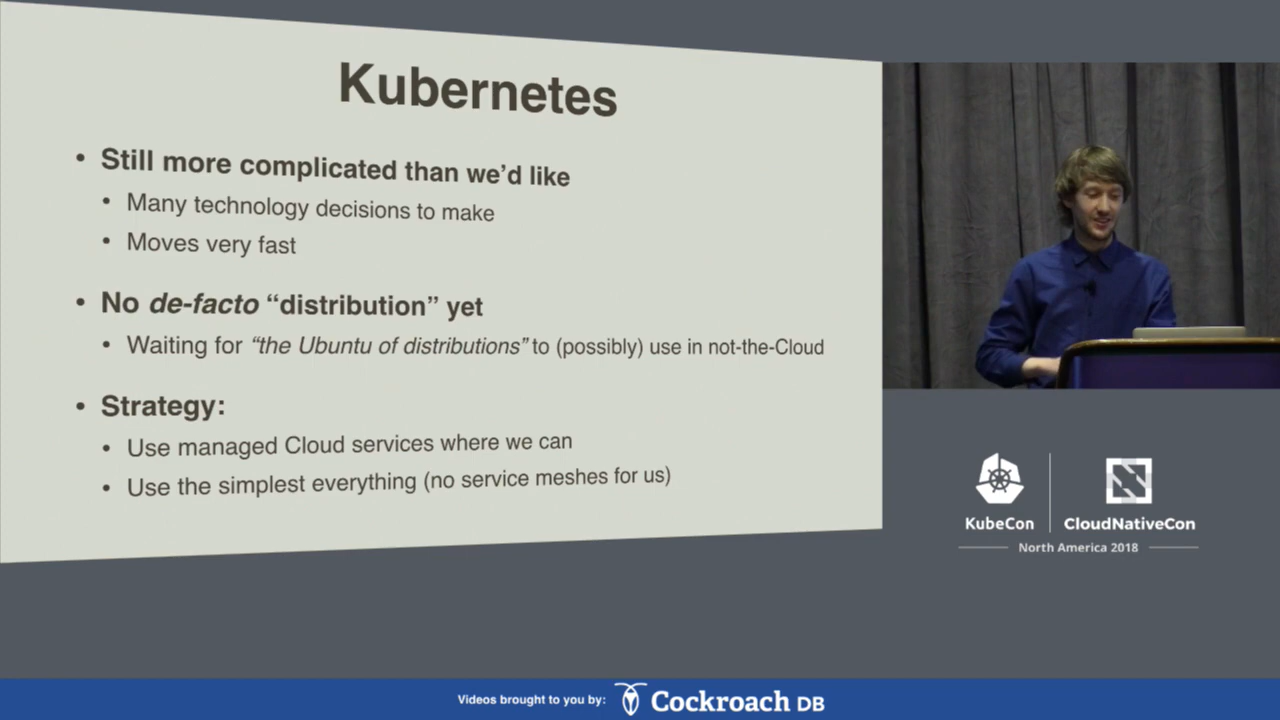 Kubernetes
• Still more complicated than we’d like
• Many technology decisions to make
• Moves very fast
• No de-facto “distribution” yet
• Waiting for “the Ubuntu of distributions” to (possibly) use in not-the-Cloud
• Strategy:
• Use managed Cloud services where we can
• Use the simplest everything (no service meshes for us)
KubeCon
CloudNativeCon
North America 2018
Videos brought to you by: Cockroach DB